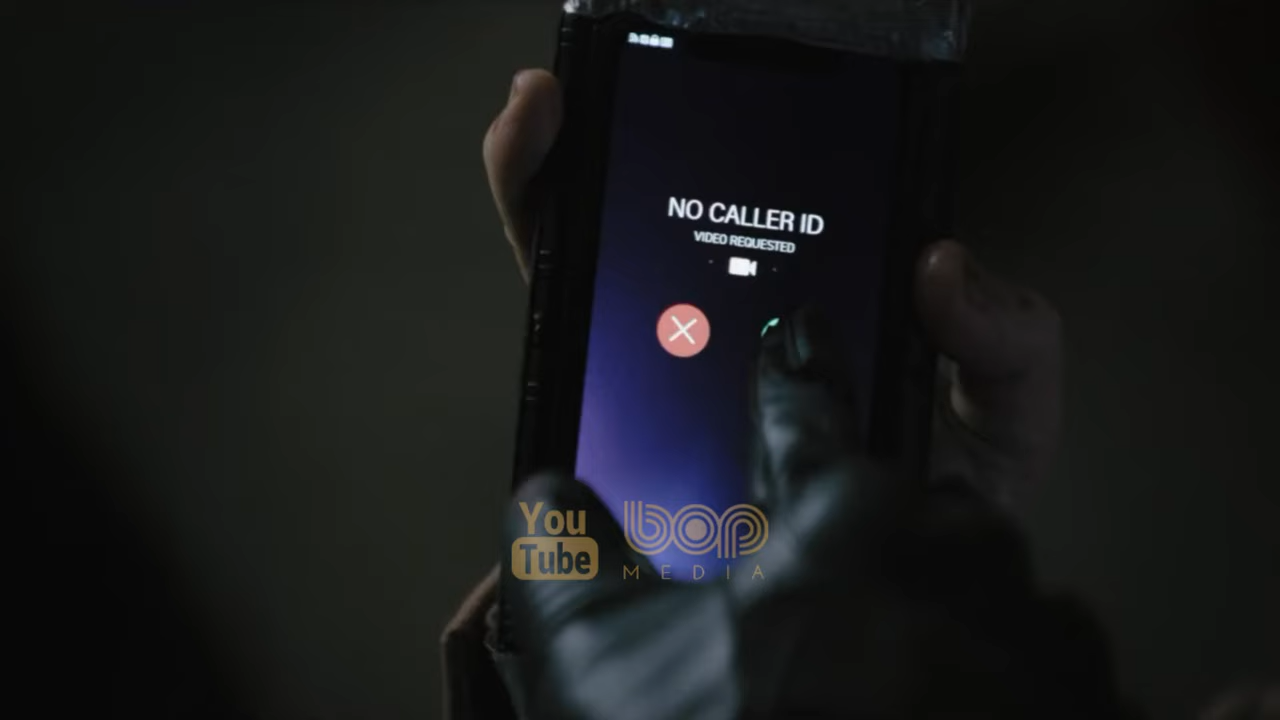 NO CALLER ID
VIDEO REQUESTED
You
Tube
bop
MEDIA